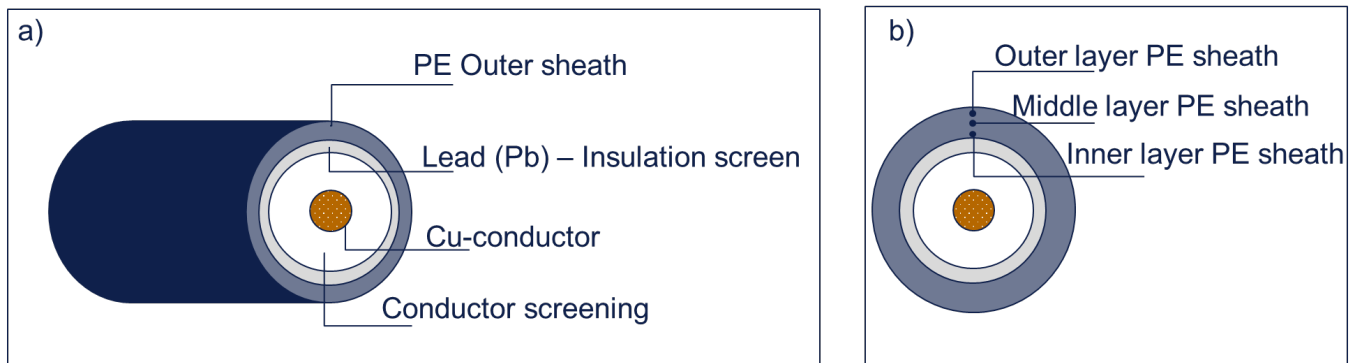 a)
PE Outer sheath
Lead (Pb) – Insulation screen
Cu-conductor
Conductor screening
b)
Outer layer PE sheath
Middle layer PE sheath
Inner layer PE sheath